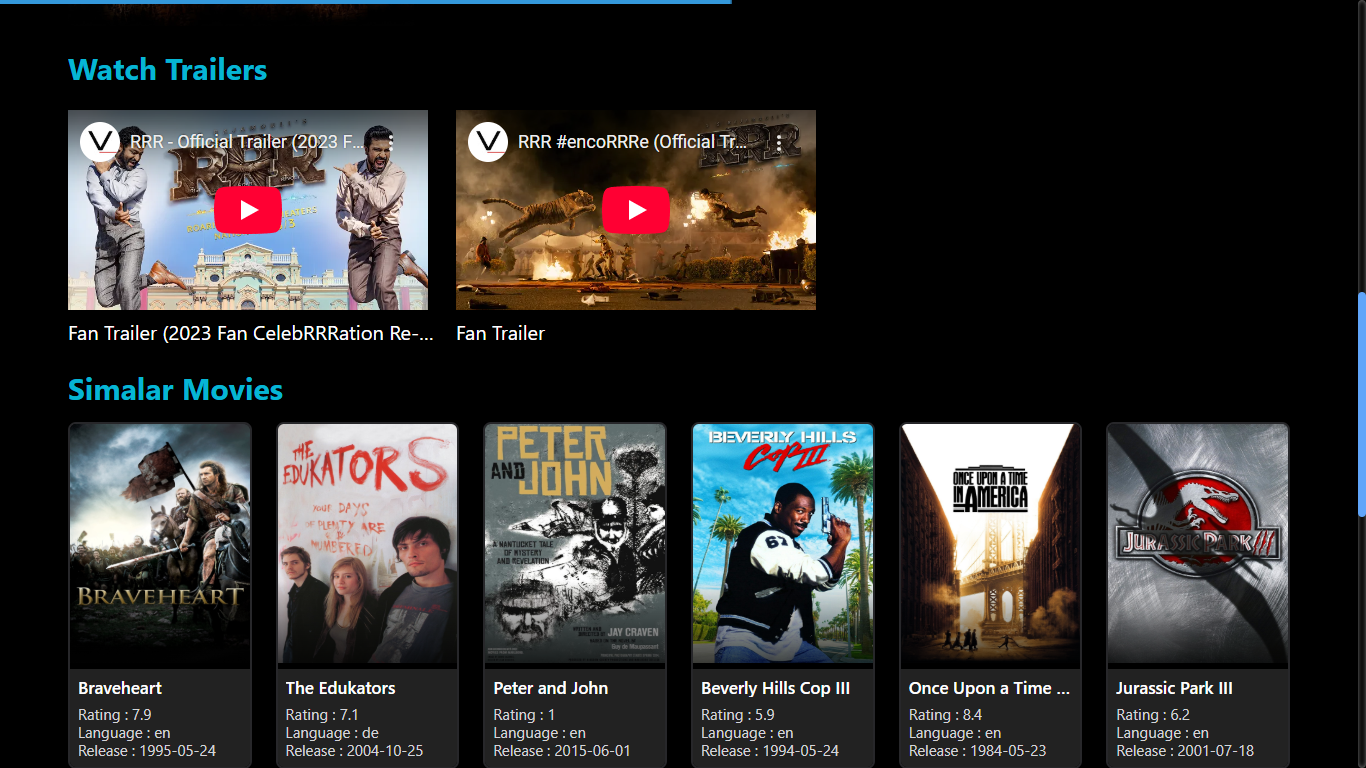 Watch Trailers
RRR - Official Trailer (2023 F...
RRR #encoRRRe (Official Tr...
RRR
RRR
Fan Trailer (2023 Fan CelebRRRation Re-...
Fan Trailer
Simalar Movies
BRAVEHEART
THE
EDUKATORS
YOUR DAYS
OF PLENTY ARE
NUMBERED
PETER
AND JOHN
A NANTUCKET TALE
OF MYSTERY
AND REVELATION
JAY CRAVEN
Guy de Maupassant
BEVERLY HILLS
COP III
67
ONCE UPON A TIME
IN AMERICA
JURASSIC PARK III
Braveheart
Rating : 7.9
Language : en
Release : 1995-05-24
The Edukators
Rating : 7.1
Language : de
Release : 2004-10-25
Peter and John
Rating : 1
Language : en
Release : 2015-06-01
Beverly Hills Cop III
Rating : 5.9
Language : en
Release : 1994-05-24
Once Upon a Time ...
Rating : 8.4
Language : en
Release : 1984-05-23
Jurassic Park III
Rating : 6.2
Language : en
Release : 2001-07-18